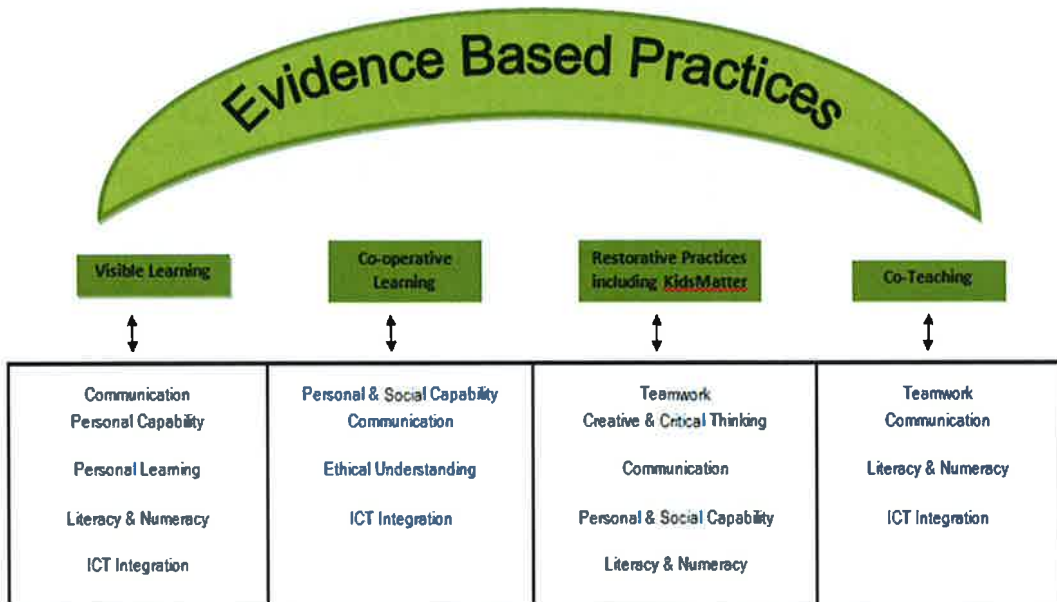 Evidence Based Practices
Visible Learning
Co-operative
Learning
Restorative Practices
including KidsMatter
Co-Teaching
Communication
Personal Capability
Personal Learning
Literacy & Numeracy
ICT Integration
Personal & Social Capability
Communication
Ethical Understanding
ICT Integration
Teamwork
Creative & Critical Thinking
Communication
Personal & Social Capability
Literacy & Numeracy
Teamwork
Communication
Literacy & Numeracy
ICT Integration